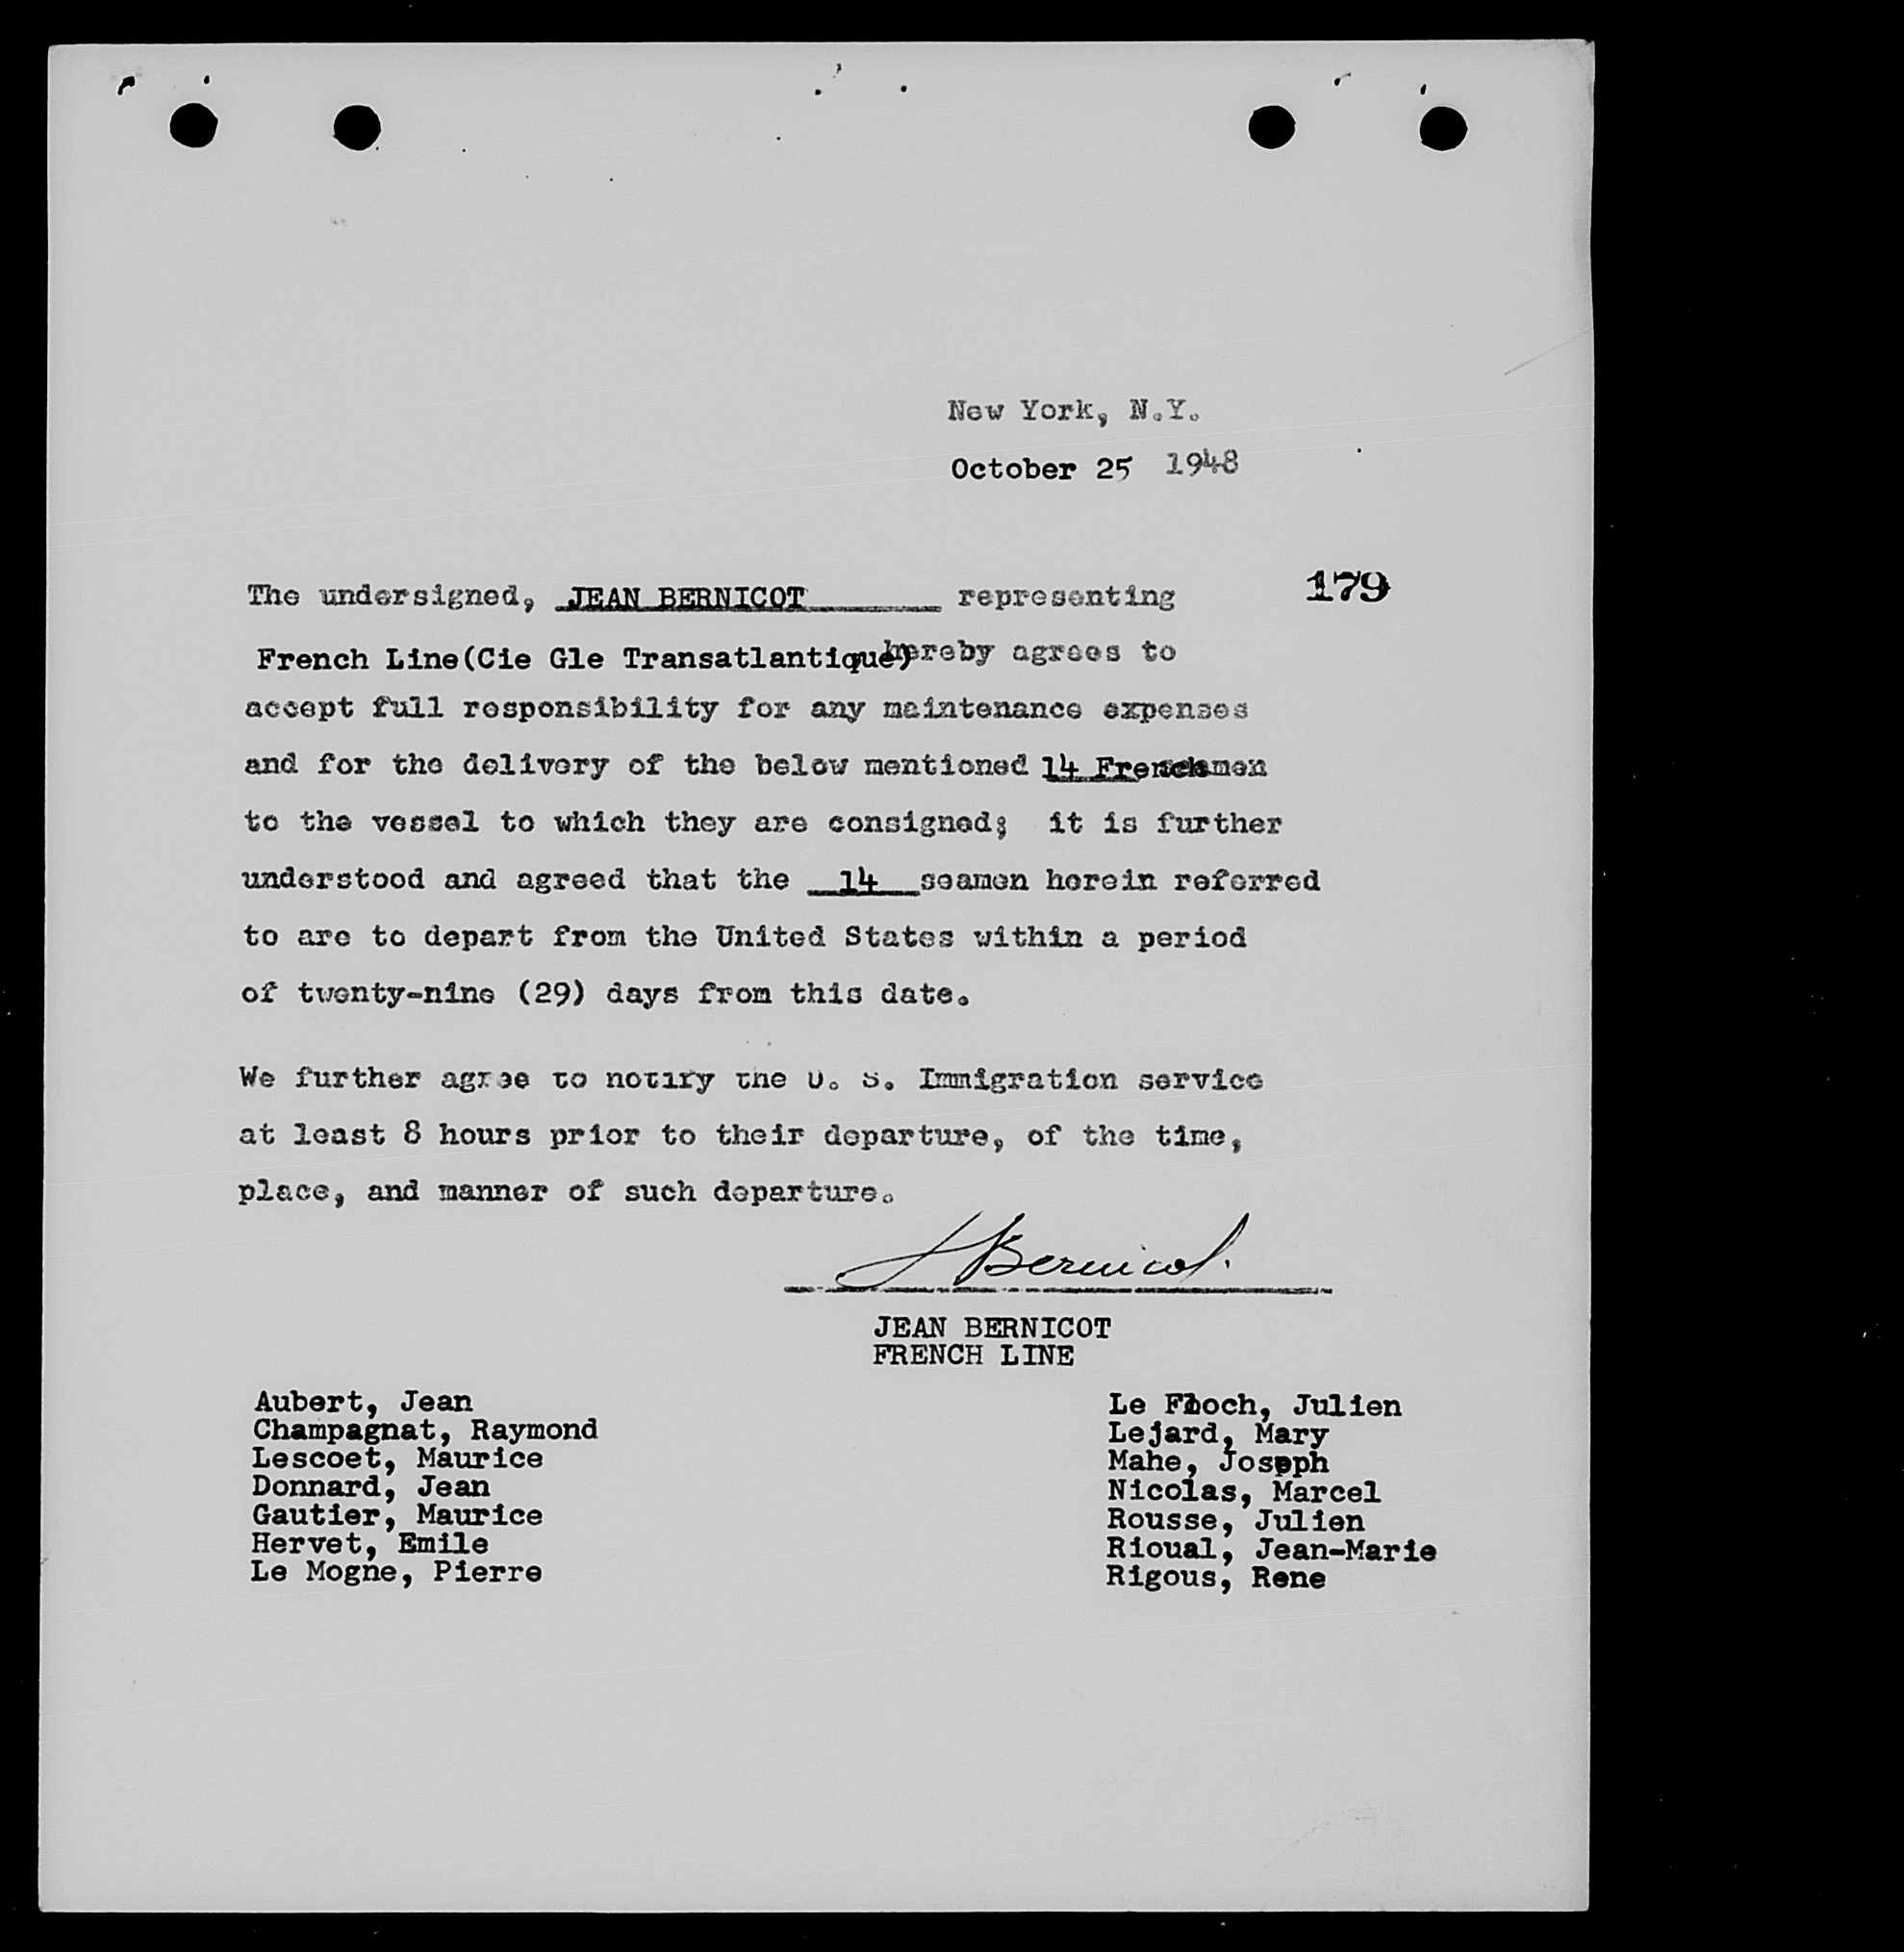 New York, N.Y.
October 25 1948
179
The undersigned, JEAN BERNICOT representing
French Line(Cie Gle Transatlantique) hereby agrees to
accept full responsibility for any maintenance expenses
and for the delivery of the below mentioned 14 French seamen
to the vessel to which they are consigned; it is further
understood and agreed that the 14 seamen herein referred
to are to depart from the United States within a period
of twenty-nine (29) days from this date.
We further agree to notify the U. S. Immigration service
at least 8 hours prior to their departure, of the time,
place, and manner of such departure.
J Bernicot.
JEAN BERNICOT
FRENCH LINE
Aubert, Jean
Champagnat, Raymond
Lescoet, Maurice
Donnard, Jean
Gautier, Maurice
Hervet, Emile
Le Mogne, Pierre
Le Floch, Julien
Lejard, Mary
Mahe, Joseph
Nicolas, Marcel
Rousse, Julien
Rioual, Jean-Marie
Rigous, Rene